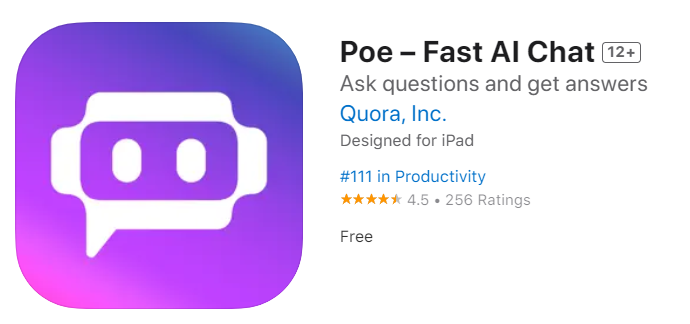 Poe – Fast AI Chat 12+
Ask questions and get answers
Quora, Inc.
Designed for iPad
#111 in Productivity
4.5 • 256 Ratings
Free